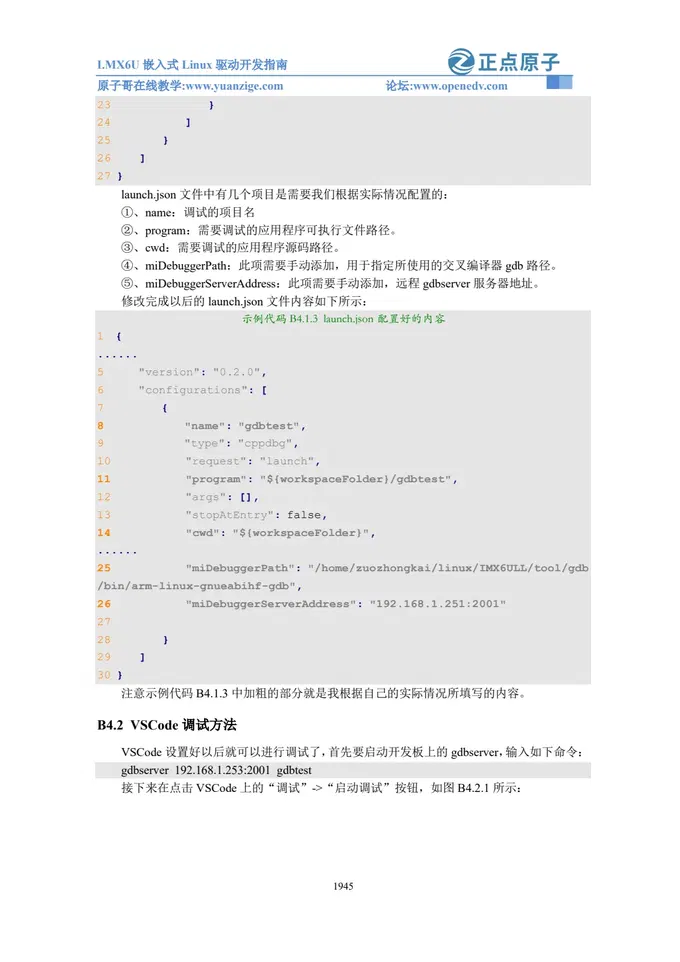 I.MX6U 嵌入式 Linux 驱动开发指南
正点原子
原子哥在线教学:www.yuanzige.com 论坛:www.openedv.com
23 }
24 ]
25 }
26 ]
27 }
launch.json 文件中有几个项目是需要我们根据实际情况配置的：
①、name：调试的项目名
②、program：需要调试的应用程序可执行文件路径。
③、cwd：需要调试的应用程序源码路径。
④、miDebuggerPath：此项需要手动添加，用于指定所使用的交叉编译器 gdb 路径。
⑤、miDebuggerServerAddress：此项需要手动添加，远程 gdbserver 服务器地址。
修改完成以后的 launch.json 文件内容如下所示：
示例代码 B4.1.3 launch.json 配置好的内容
1 {
......
5 "version": "0.2.0",
6 "configurations": [
7 {
8 "name": "gdbtest",
9 "type": "cppdbg",
10 "request": "launch",
11 "program": "${workspaceFolder}/gdbtest",
12 "args": [],
13 "stopAtEntry": false,
14 "cwd": "${workspaceFolder}",
......
25 "miDebuggerPath": "/home/zuozhongkai/linux/IMX6ULL/tool/gdb
/bin/arm-linux-gnueabihf-gdb",
26 "miDebuggerServerAddress": "192.168.1.251:2001"
27
28 }
29 ]
30 }
注意示例代码 B4.1.3 中加粗的部分就是我根据自己的实际情况所填写的内容。
B4.2 VSCode 调试方法
VSCode 设置好以后就可以进行调试了，首先要启动开发板上的 gdbserver，输入如下命令：
gdbserver 192.168.1.253:2001 gdbtest
接下来在点击 VSCode 上的“调试”->“启动调试”按钮，如图 B4.2.1 所示：
1945